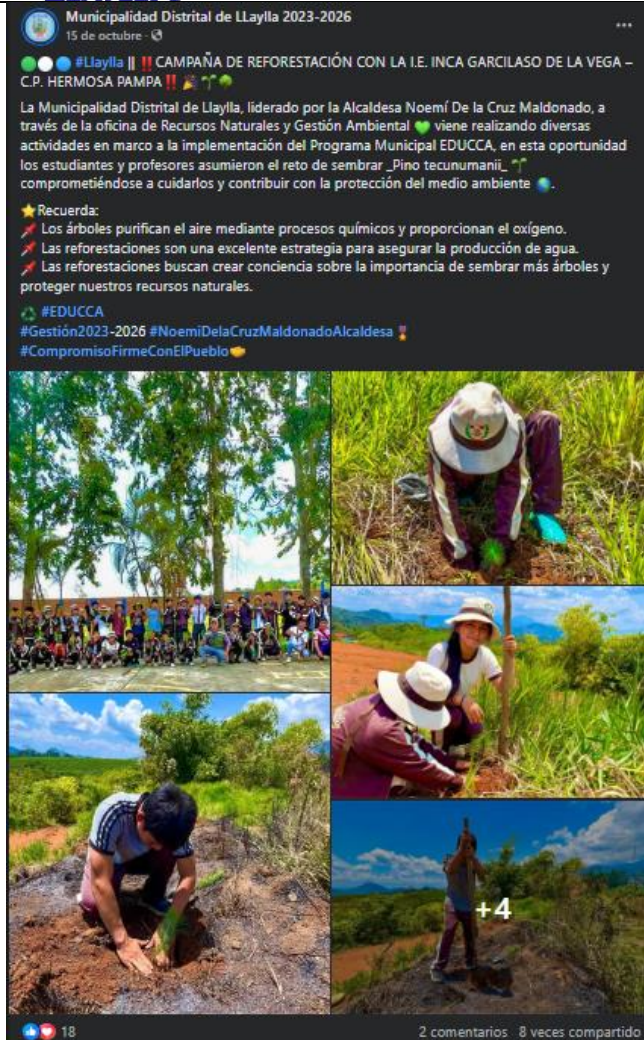 Municipalidad Distrital de LLaylla 2023-2026
15 de octubre ·
#Llaylla || ‼️CAMPAÑA DE REFORESTACIÓN CON LA I.E. INCA GARCILASO DE LA VEGA –
C.P. HERMOSA PAMPA‼️
La Municipalidad Distrital de Llaylla, liderado por la Alcaldesa Noemí De la Cruz Maldonado, a
través de la oficina de Recursos Naturales y Gestión Ambiental 💚 viene realizando diversas
actividades en marco a la implementación del Programa Municipal EDUCCA, en esta oportunidad
los estudiantes y profesores asumieron el reto de sembrar _Pino tecunumanii_ 🌱
comprometiéndose a cuidarlos y contribuir con la protección del medio ambiente 🌎.
⭐Recuerda:
📌 Los árboles purifican el aire mediante procesos químicos y proporcionan el oxígeno.
📌 Las reforestaciones son una excelente estrategia para asegurar la producción de agua.
📌 Las reforestaciones buscan crear conciencia sobre la importancia de sembrar más árboles y
proteger nuestros recursos naturales.
♻️ #EDUCCA
#Gestión2023-2026 #NoemiDelaCruzMaldonadoAlcaldesa🎖️
#CompromisoFirmeConElPueblo🤝
+4
18
2 comentarios 8 veces compartido